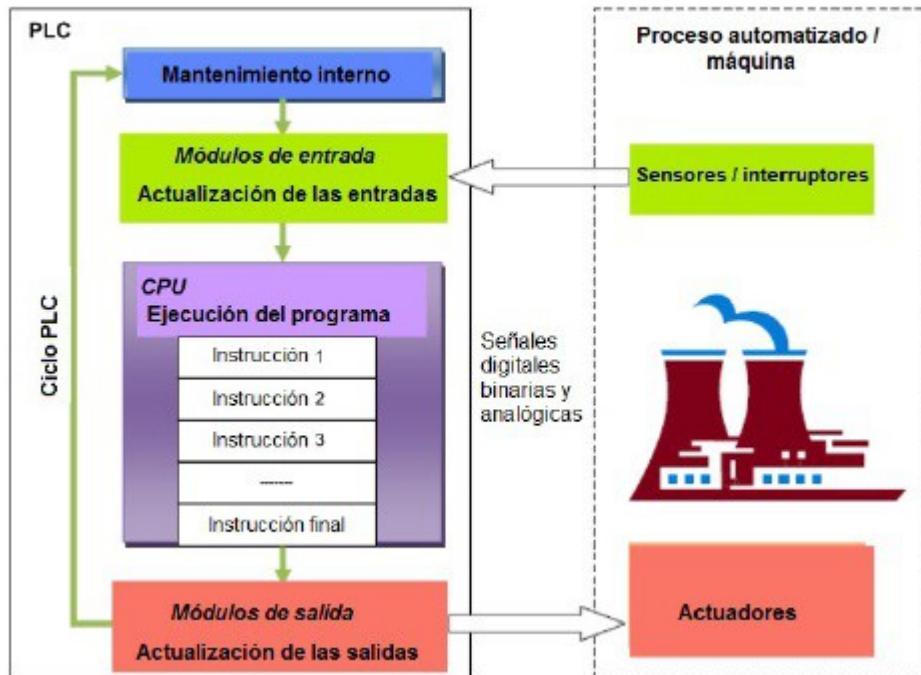 PLC
Mantenimiento interno
Módulos de entrada
Actualización de las entradas
CPU
Ejecución del programa
Instrucción 1
Instrucción 2
Instrucción 3
-------
Instrucción final
Módulos de salida
Actualización de las salidas
Ciclo PLC
Señales
digitales
binarias y
analógicas
Proceso automatizado /
máquina
Sensores / interruptores
Actuadores